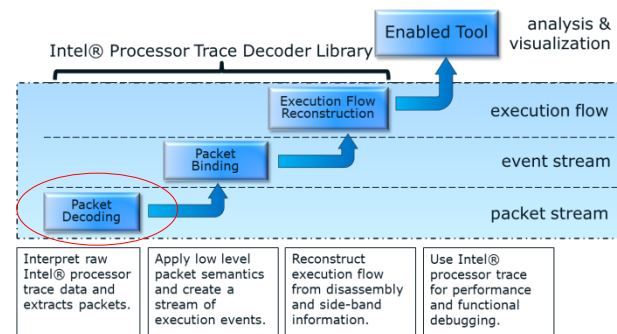 Enabled Tool
analysis &
visualization
Intel® Processor Trace Decoder Library
Execution Flow
Reconstruction
execution flow
Packet
Binding
event stream
Packet
Decoding
packet stream
Interpret raw
Intel® processor
trace data and
extracts packets.
Apply low level
packet semantics
and create a
stream of
execution events.
Reconstruct
execution flow
from disassembly
and side-band
information.
Use Intel®
processor trace
for performance
and functional
debugging.